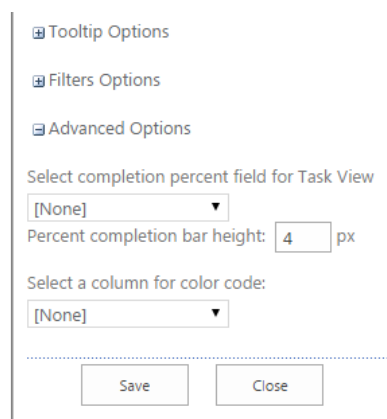 Tooltip Options
Filters Options
Advanced Options
Select completion percent field for Task View
[None]
Percent completion bar height: 4 px
Select a column for color code:
[None]
Save Close